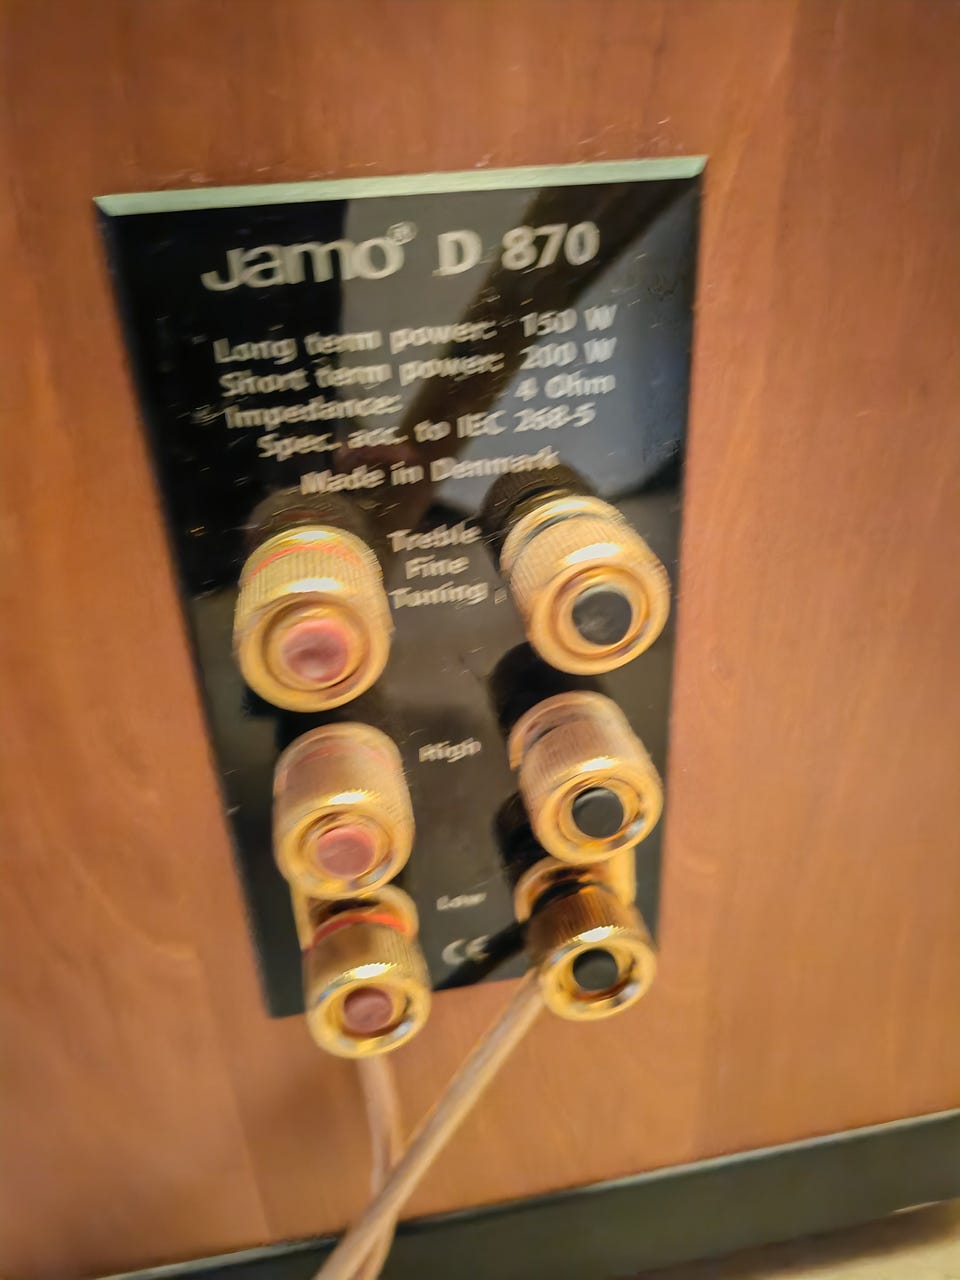 Jamo® D 870
Long term power: 150 W
Short term power: 200 W
Impedance: 4 Ohm
Spec. acc. to IEC 268-5
Made in Denmark
Treble
Fine
Tuning
High
Low
CE